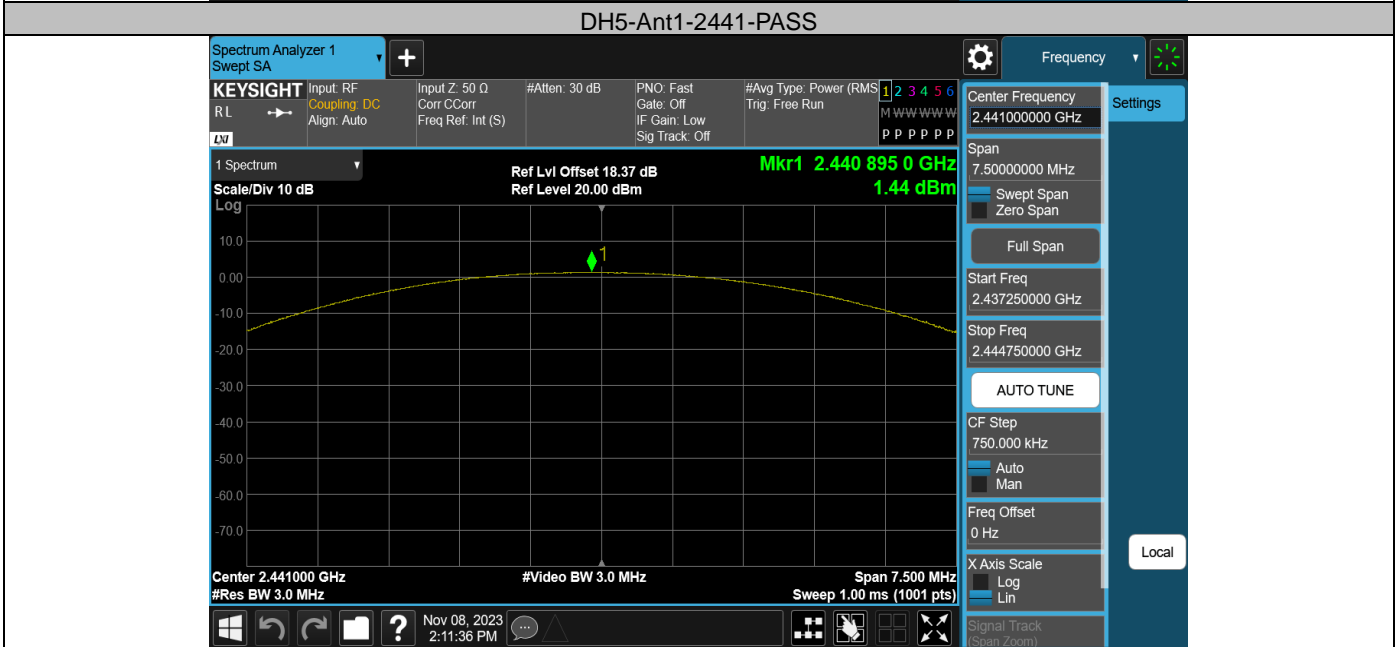 DH5-Ant1-2441-PASS
Spectrum Analyzer 1
Swept SA
+
Frequency
KEYSIGHT
RL
LXI
Input: RF
Coupling: DC
Align: Auto
Input Z: 50 Ω
Corr CCorr
Freq Ref: Int (S)
#Atten: 30 dB
PNO: Fast
Gate: Off
IF Gain: Low
Sig Track: Off
#Avg Type: Power (RMS
Trig: Free Run
1 2 3 4 5 6
M W W W W W
P P P P P P
1 Spectrum
Scale/Div 10 dB
Log
Ref Lvl Offset 18.37 dB
Ref Level 20.00 dBm
Mkr1 2.440 895 0 GHz
1.44 dBm
1
10.0
0.00
-10.0
-20.0
-30.0
-40.0
-50.0
-60.0
-70.0
Center 2.441000 GHz
#Res BW 3.0 MHz
#Video BW 3.0 MHz
Span 7.500 MHz
Sweep 1.00 ms (1001 pts)
Center Frequency
2.441000000 GHz
Settings
Span
7.50000000 MHz
Swept Span
Zero Span
Full Span
Start Freq
2.437250000 GHz
Stop Freq
2.444750000 GHz
AUTO TUNE
CF Step
750.000 kHz
Auto
Man
Freq Offset
0 Hz
X Axis Scale
Log
Lin
Local
Signal Track
(Span Zoom)
?
Nov 08, 2023
2:11:36 PM